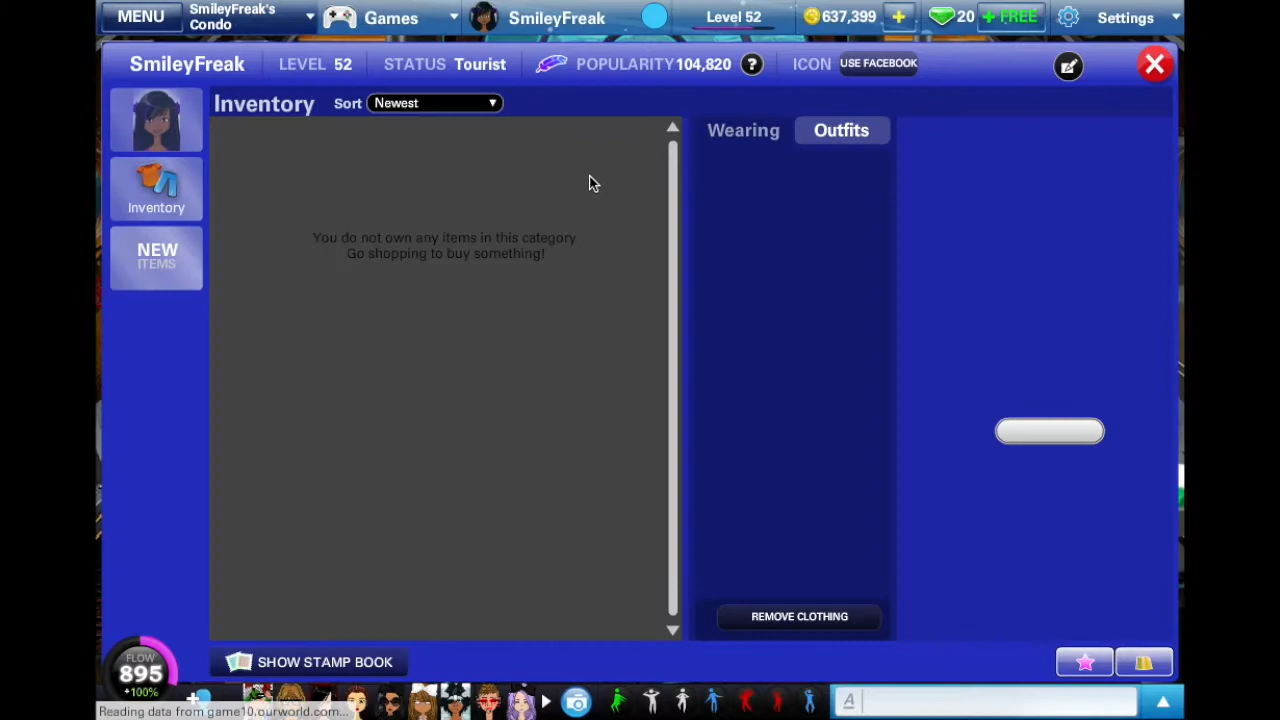 MENU
SmileyFreak's
Condo
Games
SmileyFreak
Level 52
637,399
+
20
+ FREE
Settings
SmileyFreak
LEVEL 52
STATUS Tourist
POPULARITY 104,820
?
ICON
USE FACEBOOK
Inventory
Sort
Newest
Wearing
Outfits
Inventory
NEW
ITEMS
You do not own any items in this category
Go shopping to buy something!
REMOVE CLOTHING
SHOW STAMP BOOK
FLOW
895
+100%
A
Reading data from game10.ourworld.com...